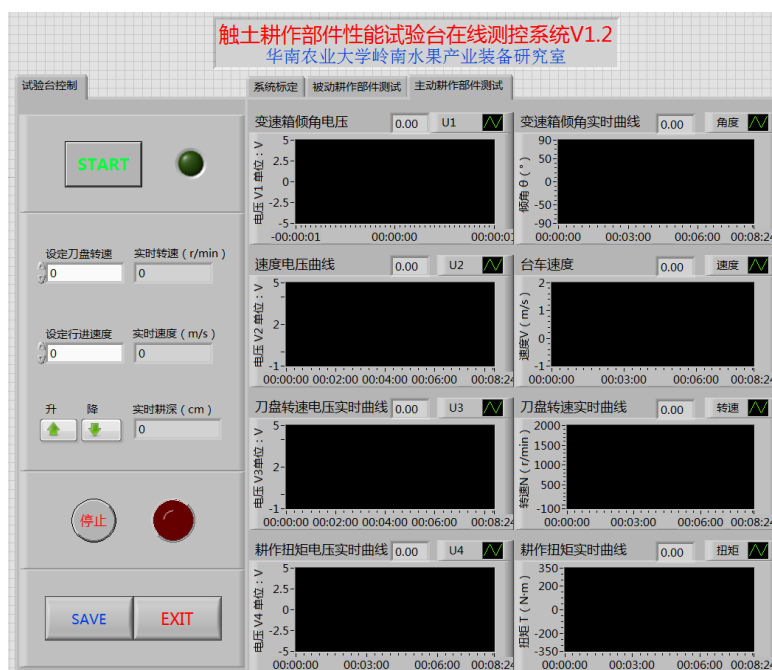 触土耕作部件性能试验台在线测控系统V1.2
华南农业大学岭南水果产业装备研究室
试验台控制
系统标定 被动耕作部件测试 主动耕作部件测试
START
设定刀盘转速 实时转速（r/min）
0 0
设定行进速度 实时速度（m/s）
0 0
升 降 实时耕深（cm）
0
停止
SAVE EXIT
变速箱倾角电压 0.00 U1
电压 V1 单位：V
5
2.5
0
-2.5
-5
-00:00:01 00:00:00 00:00:01
变速箱倾角实时曲线 0.00 角度
倾角 θ（°）
90
50
0
-50
-90
00:00:00 00:03:00 00:06:00 00:08:24
速度电压曲线 0.00 U2
电压 V2 单位：V
5
2
-1
00:00:00 00:02:00 00:04:00 00:06:00 00:08:24
台车速度 0.00 速度
速度V（m/s）
2
1
0
-1
00:00:00 00:03:00 00:06:00 00:08:24
刀盘转速电压实时曲线 0.00 U3
电压 V3单位：V
5
2
-1
00:00:00 00:02:00 00:04:00 00:06:00 00:08:24
刀盘转速实时曲线 0.00 转速
转速N（r/min）
2000
1500
1000
500
-100
00:00:00 00:03:00 00:06:00 00:08:24
耕作扭矩电压实时曲线 0.00 U4
电压 V4 单位：V
5
2.5
0
-2.5
-5
00:00:00 00:03:00 00:06:00 00:08:24
耕作扭矩实时曲线 0.00 扭矩
扭矩 T（N·m）
350
200
0
-200
-350
00:00:00 00:03:00 00:06:00 00:08:24